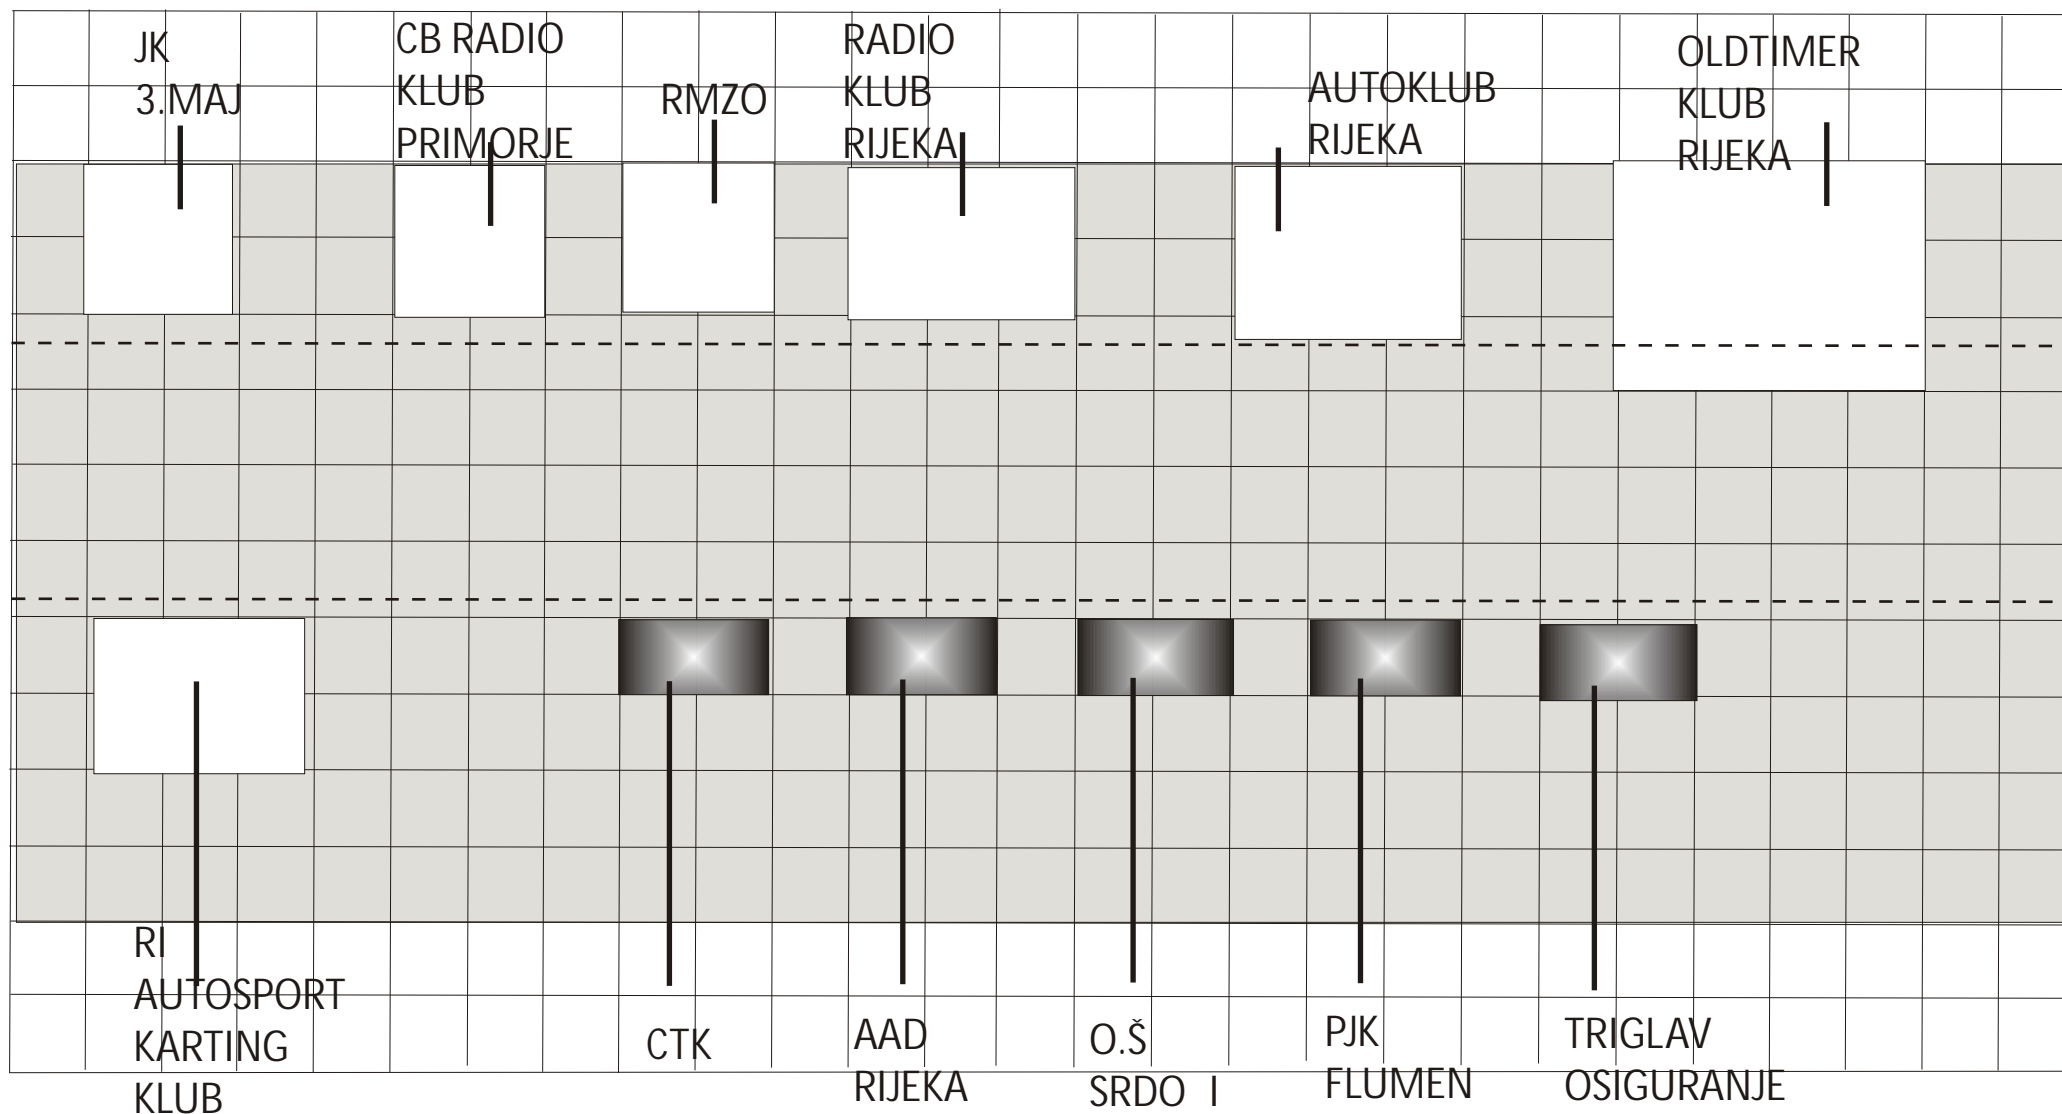 JK
3.MAJ
CB RADIO
KLUB
PRIMORJE
RMZO
RADIO
KLUB
RIJEKA
AUTOKLUB
RIJEKA
OLDTIMER
KLUB
RIJEKA
RI
AUTOSPORT
KARTING
KLUB
CTK
AAD
RIJEKA
O.Š
SRDO I
PJK
FLUMEN
TRIGLAV
OSIGURANJE